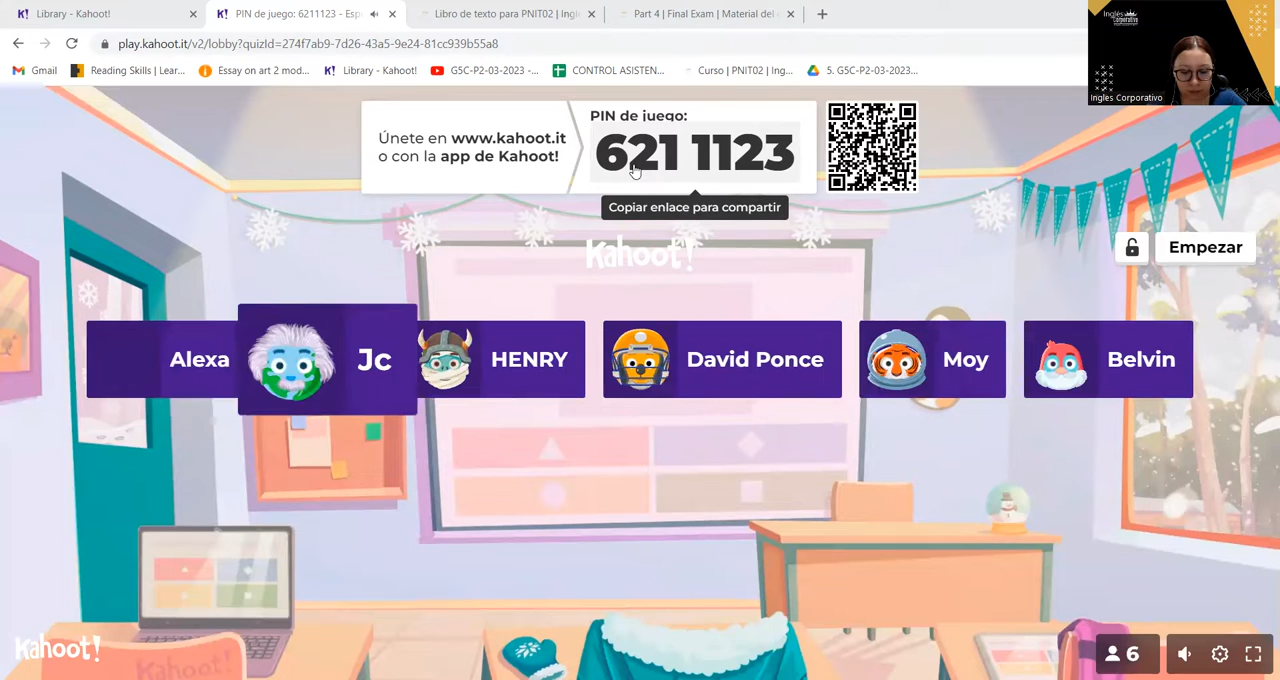 Library - Kahoot!
PIN de juego: 6211123 - Esp
Libro de texto para PNIT02 | Ingl
Part 4 | Final Exam | Material del
play.kahoot.it/v2/lobby?quizId=274f7ab9-7d26-43a5-9e24-81cc939b55a
Gmail
Reading Skills | Lear...
Essay on art 2 mod...
Library - Kahoot!
G5C-P2-03-2023 -...
CONTROL ASISTEN...
Curso | PNIT02 | Ing...
5. G5C-P2-03-2023...
Inglés
Corporativo
Ingles Corporativo
Únete en www.kahoot.it
o con la app de Kahoot!
PIN de juego:
621 1123
Copiar enlace para compartir
Kahoot!
Empezar
Alexa
Jc
HENRY
David Ponce
Moy
Belvin
Kahoot!
Kahoot!
6